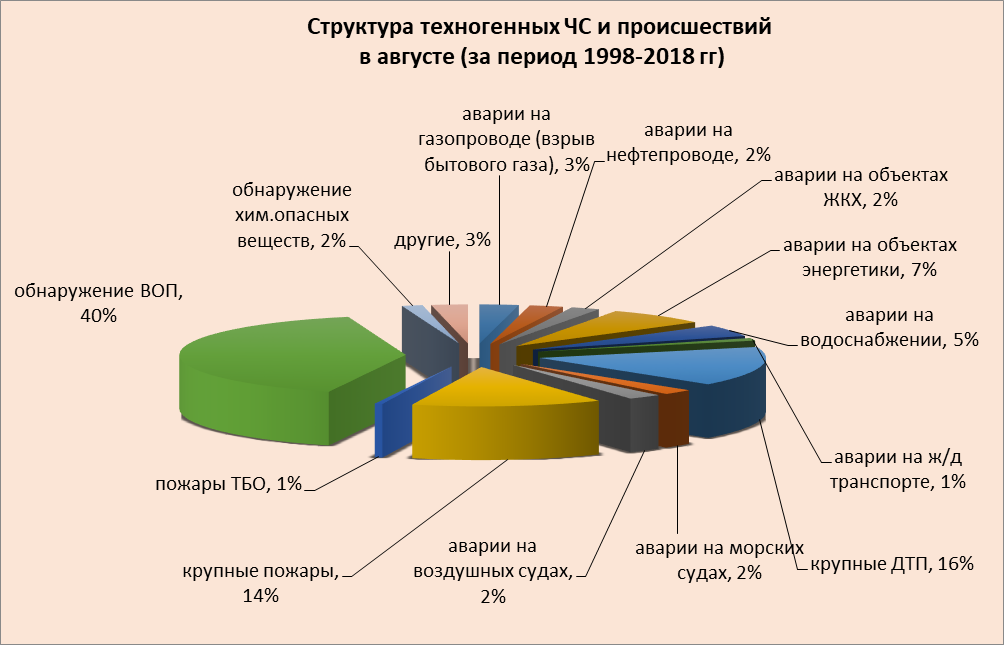 Структура техногенных ЧС и происшествий
в августе (за период 1998-2018 гг)
аварии на
газопроводе (взрыв
бытового газа), 3%
аварии на
нефтепроводе, 2%
аварии на объектах
ЖКХ, 2%
аварии на объектах
энергетики, 7%
аварии на
водоснабжении, 5%
аварии на ж/д
транспорте, 1%
крупные ДТП, 16%
аварии на морских
судах, 2%
аварии на
воздушных судах,
2%
крупные пожары,
14%
пожары ТБО, 1%
обнаружение ВОП,
40%
обнаружение
хим.опасных
веществ, 2%
другие, 3%